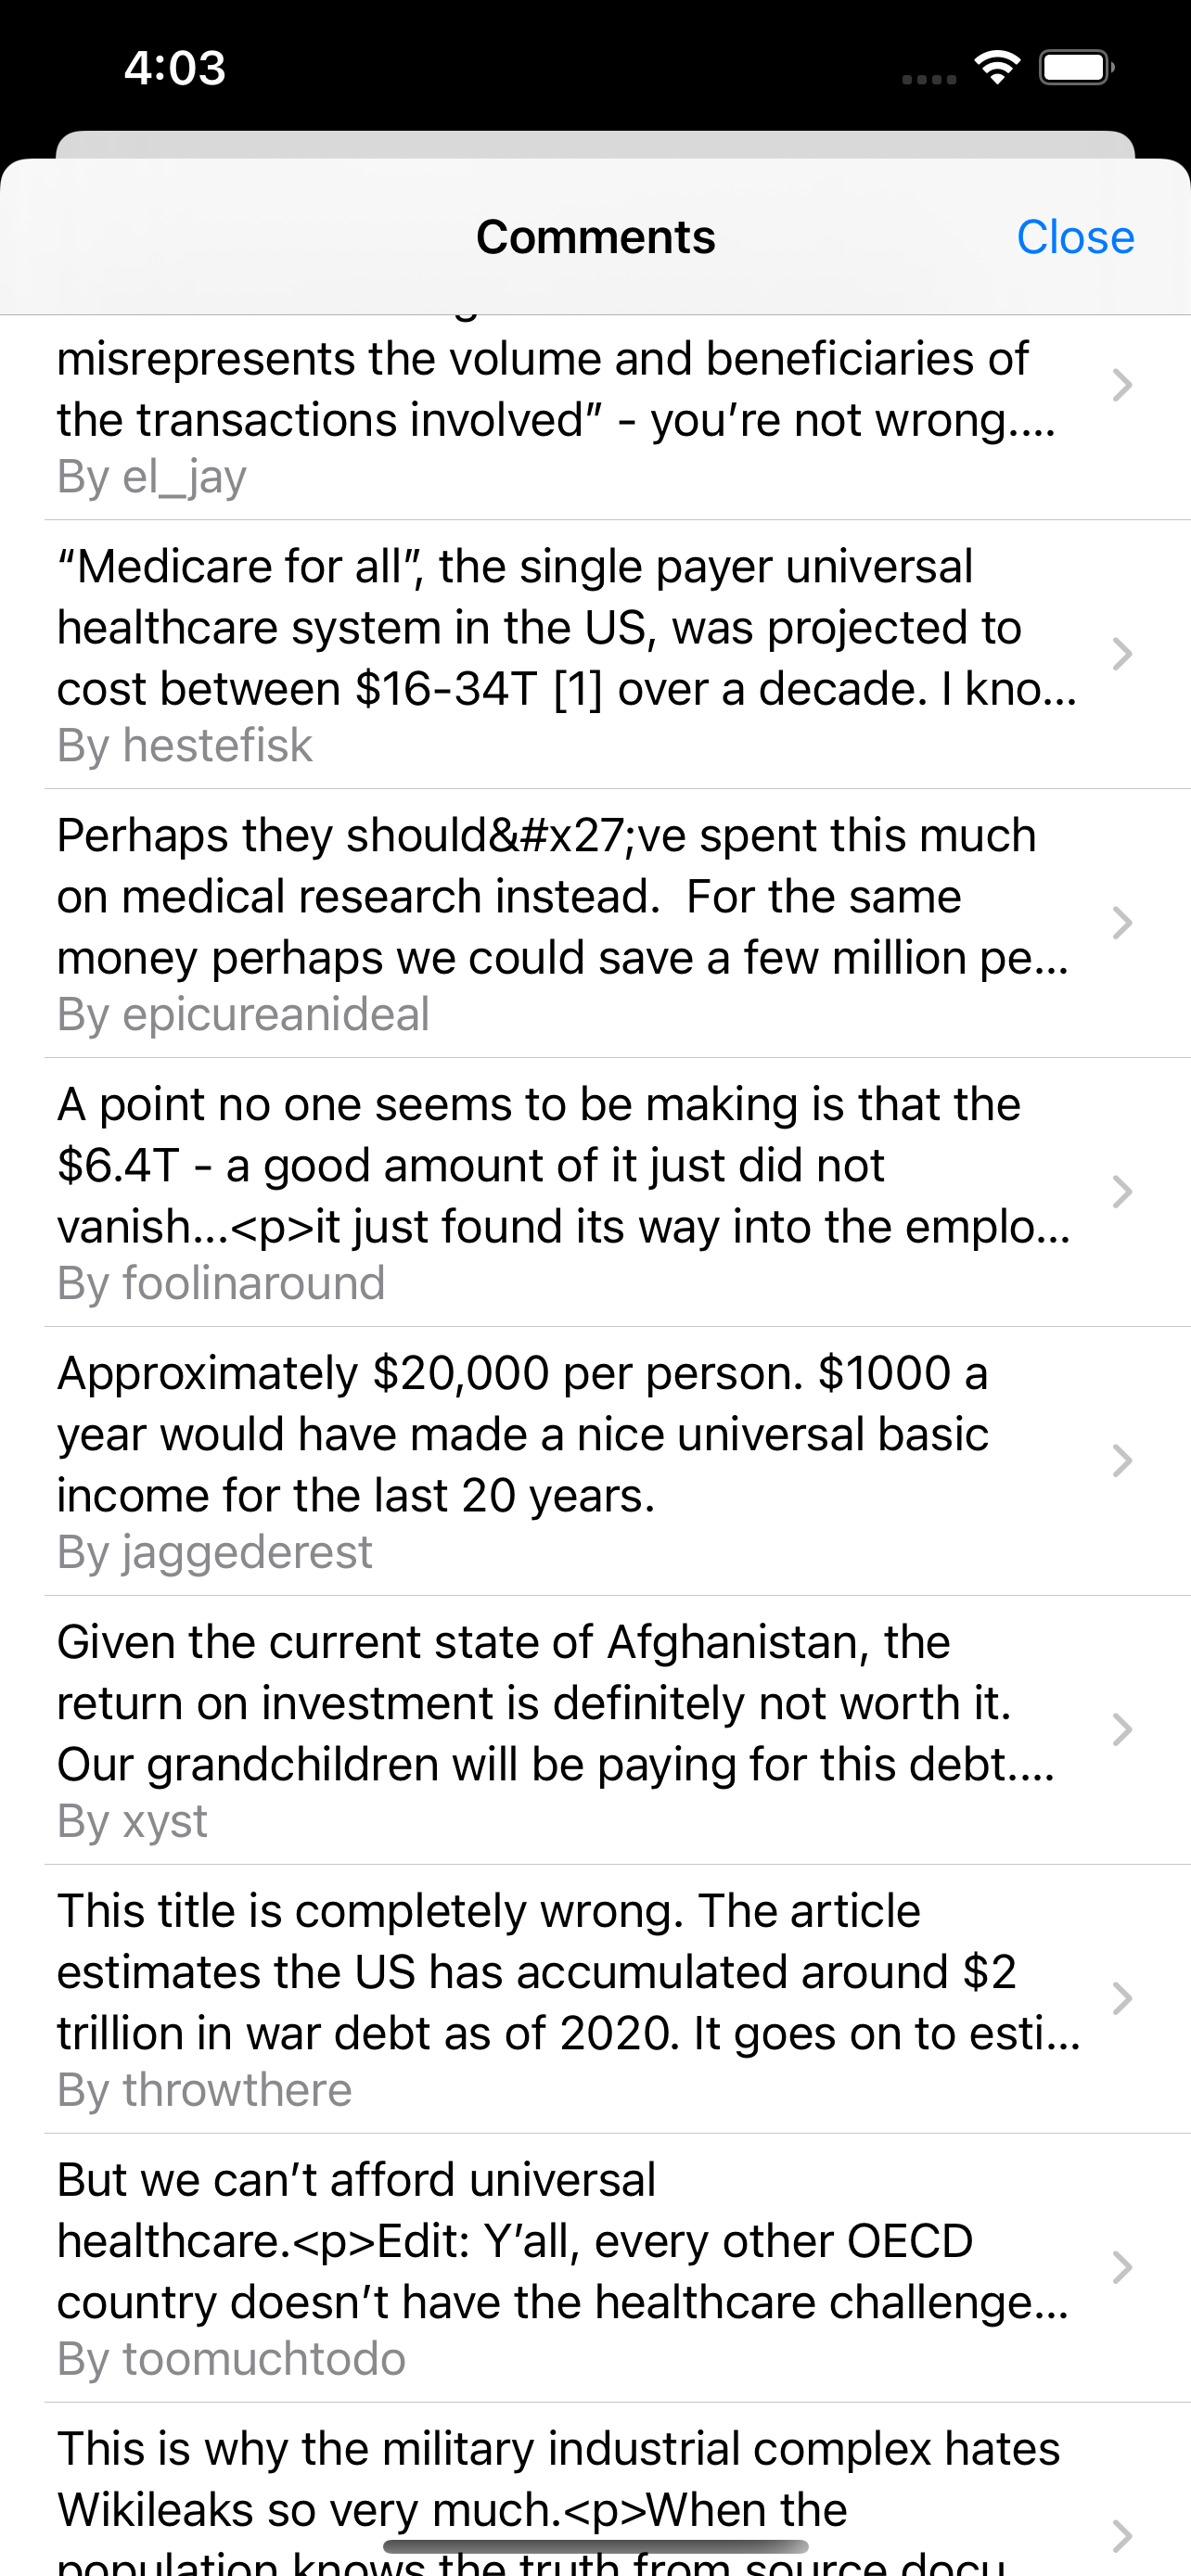 4:03
Comments
Close
misrepresents the volume and beneficiaries of
the transactions involved” - you’re not wrong....
By el_jay
“Medicare for all”, the single payer universal
healthcare system in the US, was projected to
cost between $16-34T [1] over a decade. I kno...
By hestefisk
Perhaps they should&#x27;ve spent this much
on medical research instead.  For the same
money perhaps we could save a few million pe...
By epicureanideal
A point no one seems to be making is that the
$6.4T - a good amount of it just did not
vanish...<p>it just found its way into the emplo...
By foolinaround
Approximately $20,000 per person. $1000 a
year would have made a nice universal basic
income for the last 20 years.
By jaggederest
Given the current state of Afghanistan, the
return on investment is definitely not worth it.
Our grandchildren will be paying for this debt....
By xyst
This title is completely wrong. The article
estimates the US has accumulated around $2
trillion in war debt as of 2020. It goes on to esti...
By throwthere
But we can’t afford universal
healthcare.<p>Edit: Y’all, every other OECD
country doesn’t have the healthcare challenge...
By toomuchtodo
This is why the military industrial complex hates
Wikileaks so very much.<p>When the
population knows the truth from source docu